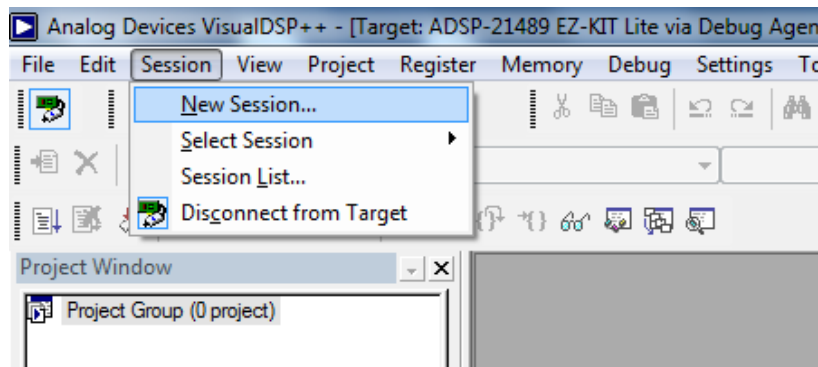 Analog Devices VisualDSP++ - [Target: ADSP-21489 EZ-KIT Lite via Debug Agen
File Edit Session View Project Register Memory Debug Settings To
New Session...
Select Session
Session List...
Disconnect from Target
Project Window
Project Group (0 project)